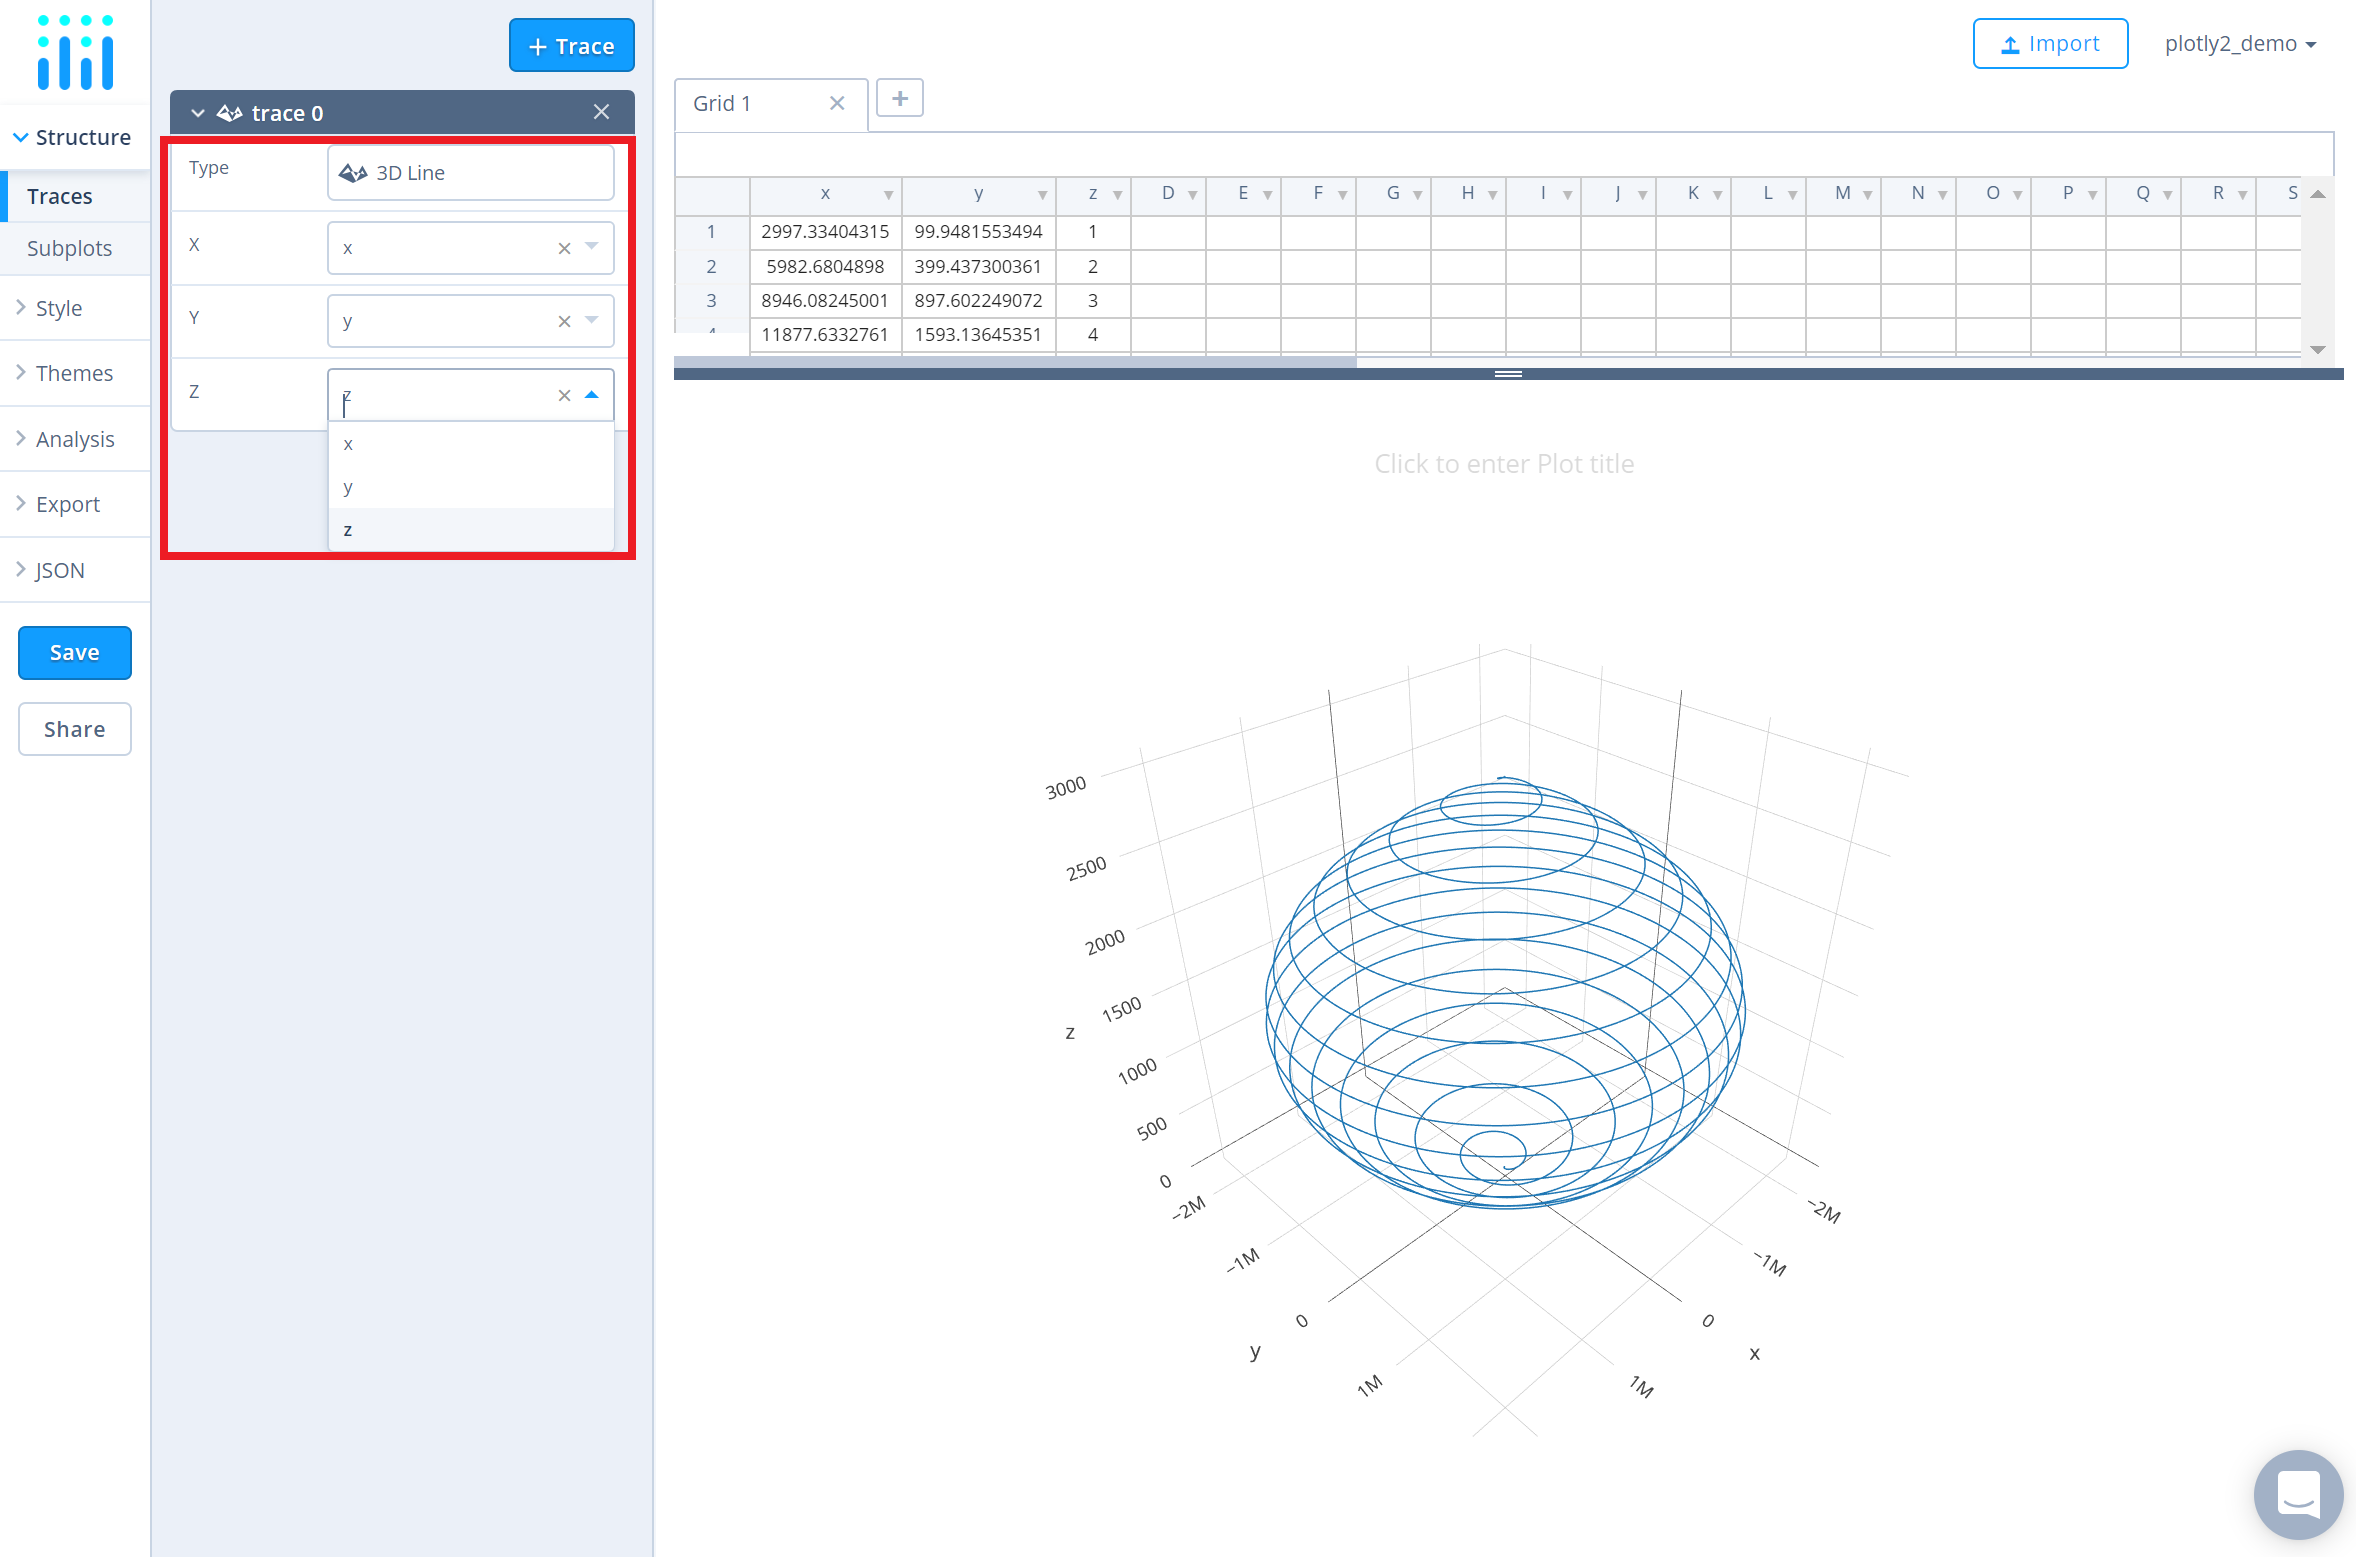 + Trace
Import
plotly2_demo
Grid 1
+
trace 0
Structure
Type
3D Line
Traces
x y z D E F G H I J K L M N O P Q R S
Subplots
X
x
1 2997.33404315 99.9481553494 1
2 5982.6804898 399.437300361 2
3 8946.08245001 897.602249072 3
4 11877.6332761 1593.13645351 4
Style
Y
y
Themes
Z
z
Analysis
x
Click to enter Plot title
y
Export
z
JSON
Save
Share
3000
2500
2000
1500
z
1000
500
0
−2M
−2M
−1M
−1M
0
0
y
x
1M
1M